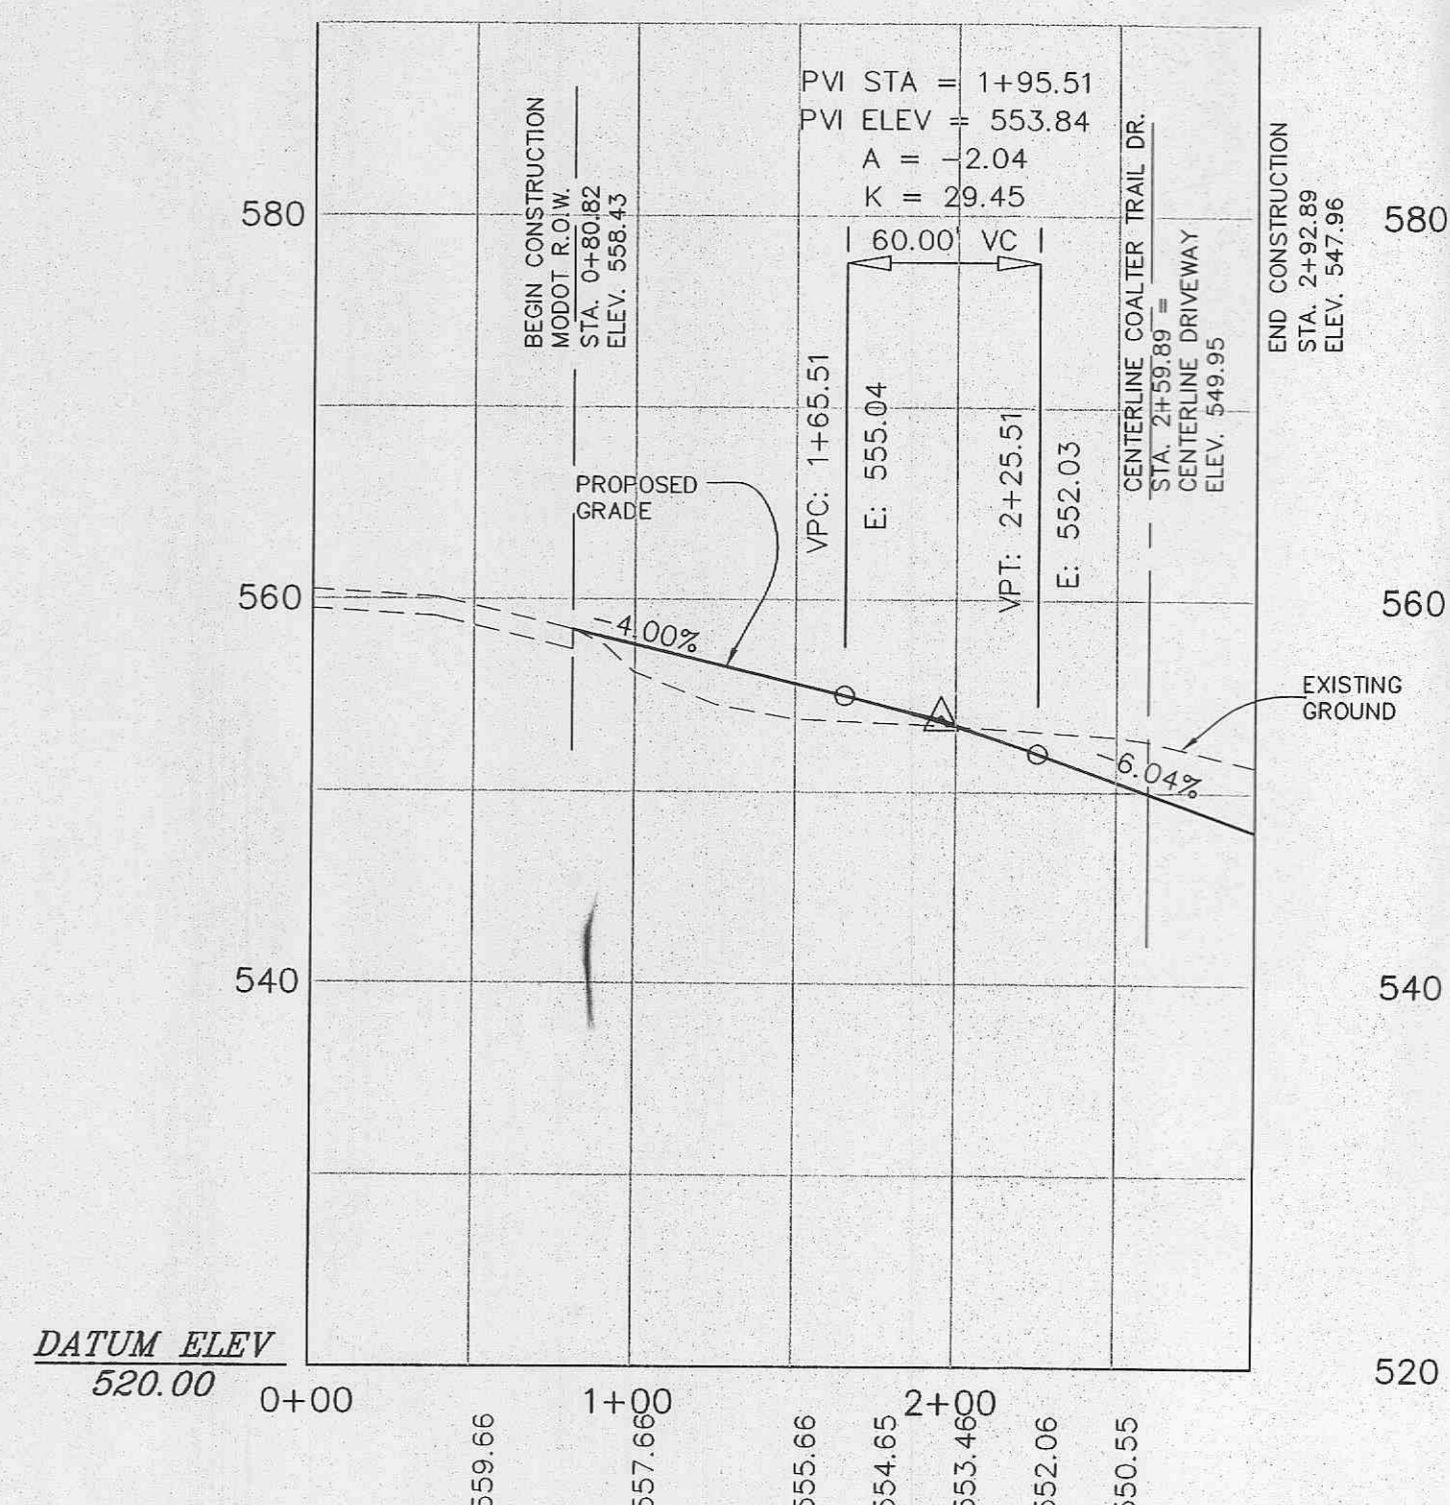 PVI STA = 1+95.51
PVI ELEV = 553.84
A = -2.04
K = 29.45
60.00' VC
BEGIN CONSTRUCTION
MODOT R.O.W.
STA. 0+80.82
ELEV. 558.43
VPC: 1+65.51
E: 555.04
VPT: 2+25.51
E: 552.03
CENTERLINE COALTER TRAIL DR.
STA. 2+59.89 =
CENTERLINE DRIVEWAY
ELEV. 549.95
END CONSTRUCTION
STA. 2+92.89
ELEV. 547.96
580
580
PROPOSED
GRADE
560
560
-4.00%
EXISTING
GROUND
-6.04%
540
540
DATUM ELEV
520.00
520
0+00
1+00
2+00
559.66
557.66
555.66
554.65
553.46
552.06
550.55